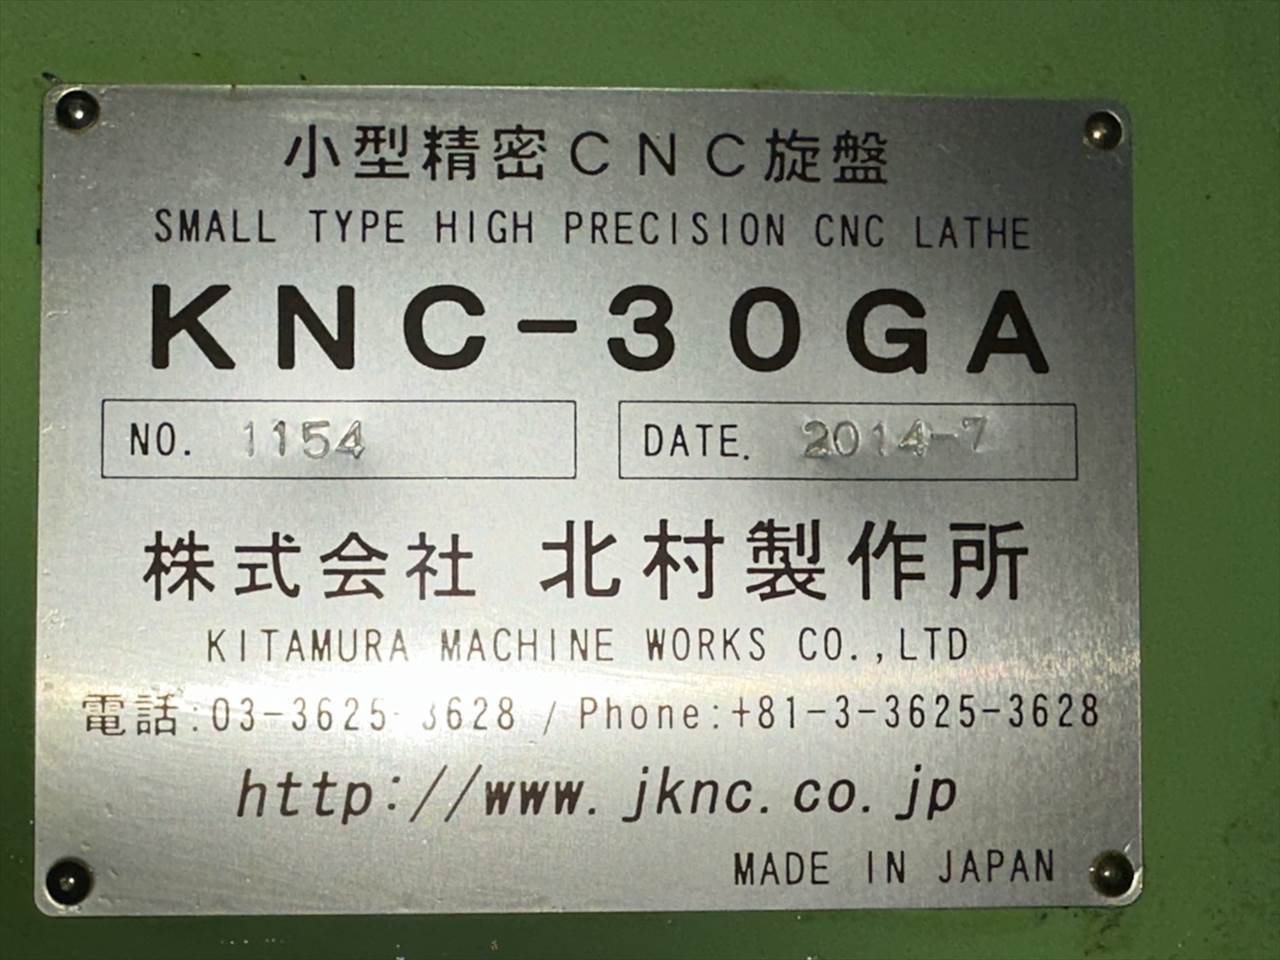 小型精密CNC旋盤
SMALL TYPE HIGH PRECISION CNC LATHE
KNC-30GA
NO. 1154
DATE. 2014-7
株式会社 北村製作所
KITAMURA MACHINE WORKS CO.,LTD
電話:03-3625-3628 / Phone:+81-3-3625-3628
http://www.jknc.co.jp
MADE IN JAPAN